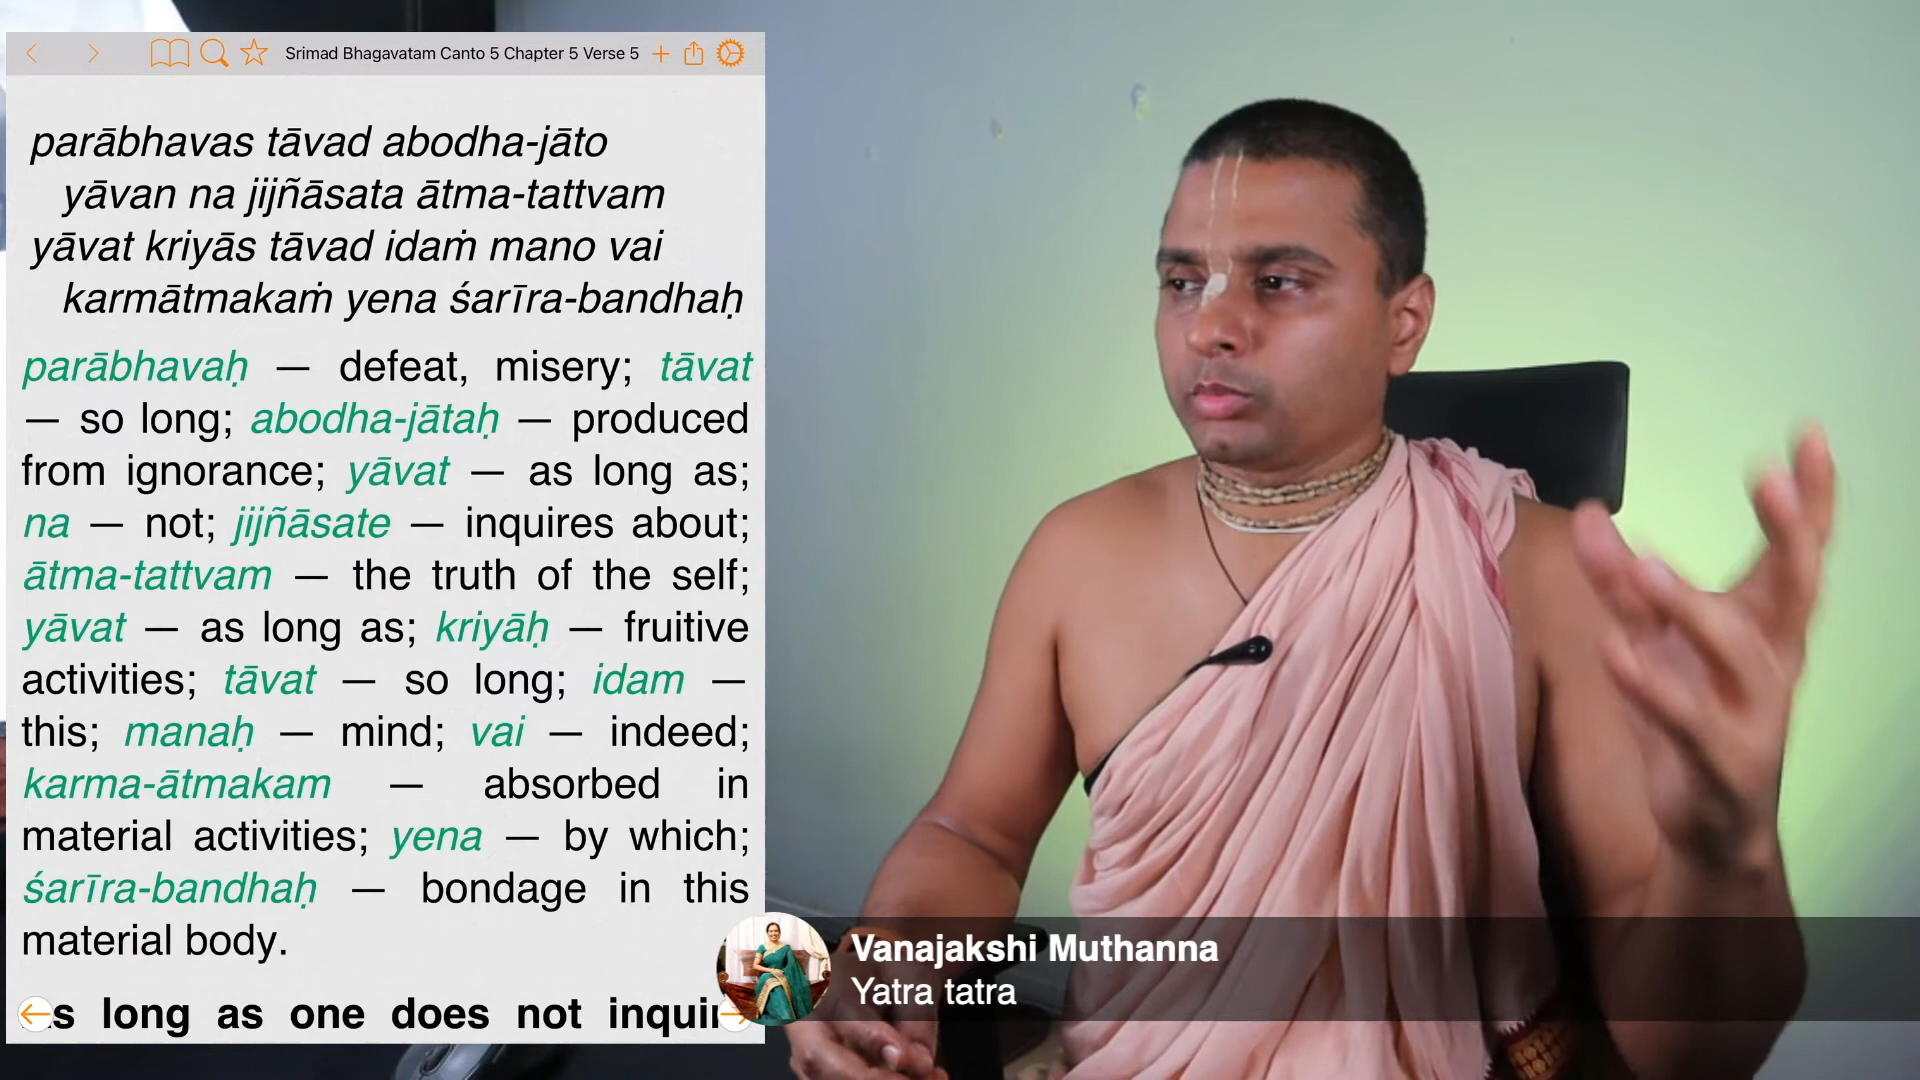 Srimad Bhagavatam Canto 5 Chapter 5 Verse 5
parābhavas tāvad abodha-jāto
yāvan na jijñāsata ātma-tattvam
yāvat kriyās tāvad idaṁ mano vai
karmātmakaṁ yena śarīra-bandhaḥ
parābhavaḥ — defeat, misery; tāvat
— so long; abodha-jātaḥ — produced
from ignorance; yāvat — as long as;
na — not; jijñāsate — inquires about;
ātma-tattvam — the truth of the self;
yāvat — as long as; kriyāḥ — fruitive
activities; tāvat — so long; idam —
this; manaḥ — mind; vai — indeed;
karma-ātmakam — absorbed in
material activities; yena — by which;
śarīra-bandhaḥ — bondage in this
material body.
long as one does not
Vanajakshi Muthanna
Yatra tatra